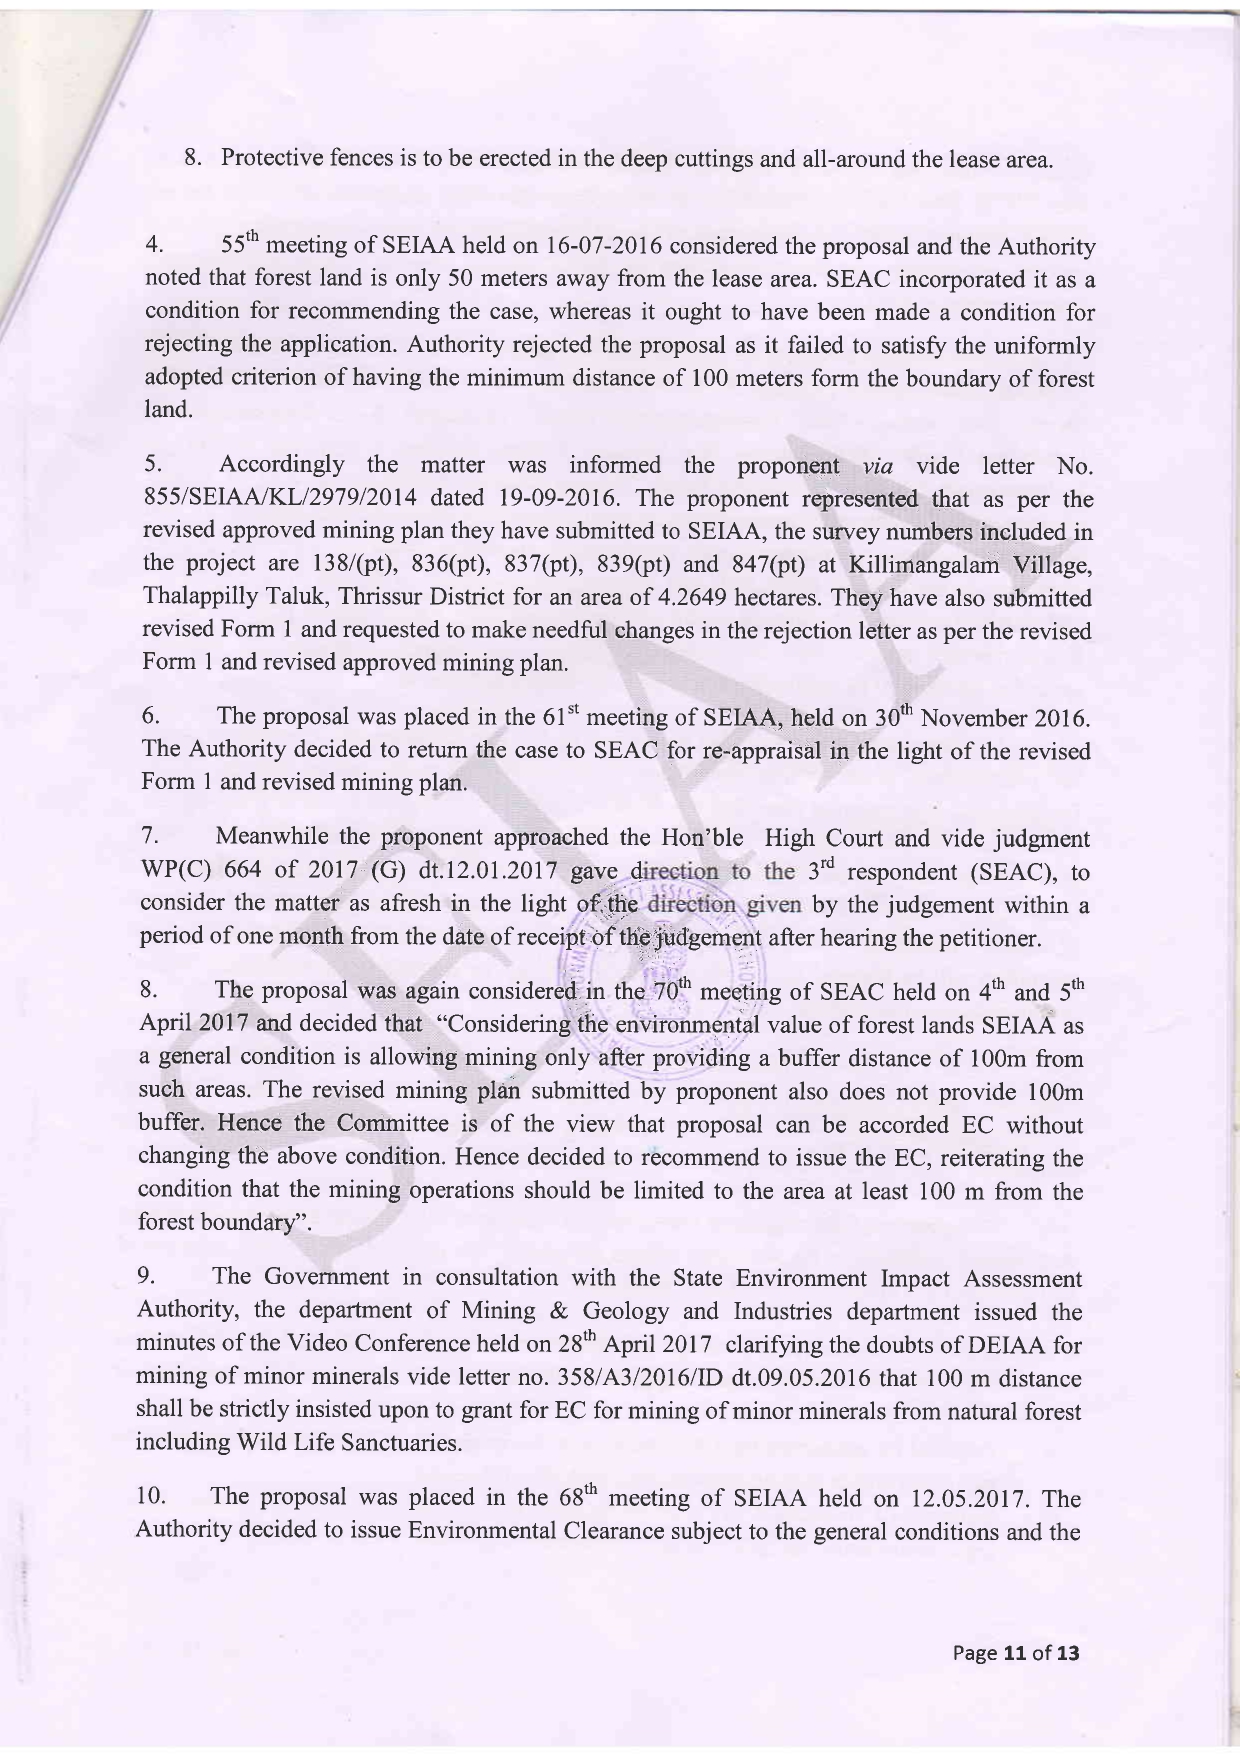 8. Protective fences is to be erected in the deep cuttings and all-around the lease area.
4. 55th meeting of SEIAA held on 16-07-2016 considered the proposal and the Authority
noted that forest land is only 50 meters away from the lease area. SEAC incorporated it as a
condition for recommending the case, whereas it ought to have been made a condition for
rejecting the application. Authority rejected the proposal as it failed to satisfy the uniformly
adopted criterion of having the minimum distance of 100 meters form the boundary of forest
land.
5. Accordingly the matter was informed the proponent via vide letter No.
855/SEIAA/KL/2979/2014 dated 19-09-2016. The proponent represented that as per the
revised approved mining plan they have submitted to SEIAA, the survey numbers included in
the project are 138/(pt), 836(pt), 837(pt), 839(pt) and 847(pt) at Killimangalam Village,
Thalappilly Taluk, Thrissur District for an area of 4.2649 hectares. They have also submitted
revised Form 1 and requested to make needful changes in the rejection letter as per the revised
Form 1 and revised approved mining plan.
6. The proposal was placed in the 61st meeting of SEIAA, held on 30th November 2016.
The Authority decided to return the case to SEAC for re-appraisal in the light of the revised
Form 1 and revised mining plan.
7. Meanwhile the proponent approached the Hon'ble High Court and vide judgment
WP(C) 664 of 2017 (G) dt.12.01.2017 gave direction to the 3rd respondent (SEAC), to
consider the matter as afresh in the light of the direction given by the judgement within a
period of one month from the date of receipt of the judgement after hearing the petitioner.
8. The proposal was again considered in the 70th meeting of SEAC held on 4th and 5th
April 2017 and decided that "Considering the environmental value of forest lands SEIAA as
a general condition is allowing mining only after providing a buffer distance of 100m from
such areas. The revised mining plan submitted by proponent also does not provide 100m
buffer. Hence the Committee is of the view that proposal can be accorded EC without
changing the above condition. Hence decided to recommend to issue the EC, reiterating the
condition that the mining operations should be limited to the area at least 100 m from the
forest boundary".
9. The Government in consultation with the State Environment Impact Assessment
Authority, the department of Mining & Geology and Industries department issued the
minutes of the Video Conference held on 28th April 2017 clarifying the doubts of DEIAA for
mining of minor minerals vide letter no. 358/A3/2016/ID dt.09.05.2016 that 100 m distance
shall be strictly insisted upon to grant for EC for mining of minor minerals from natural forest
including Wild Life Sanctuaries.
10. The proposal was placed in the 68th meeting of SEIAA held on 12.05.2017. The
Authority decided to issue Environmental Clearance subject to the general conditions and the
Page 11 of 13
SEIAA